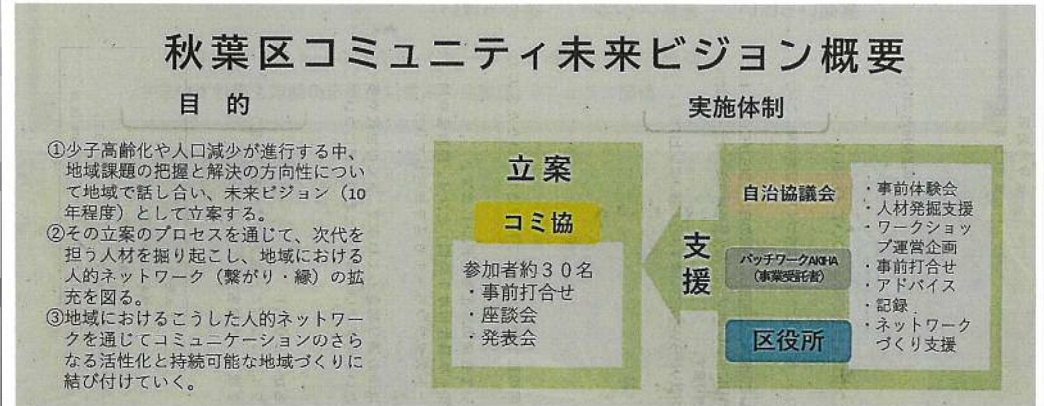 秋葉区コミュニティ未来ビジョン概要
目 的
①少子高齢化や人口減少が進行する中、
地域課題の把握と解決の方向性につい
て地域で話し合い、未来ビジョン（10
年程度）として立案する。
②その立案のプロセスを通じて、次代を
担う人材を掘り起こし、地域における
人的ネットワーク（繋がり・縁）の拡
充を図る。
③地域におけるこうした人的ネットワー
クを通じてコミュニケーションのさら
なる活性化と持続可能な地域づくりに
結び付けていく。
実施体制
立案
コミ協
参加者約３０名
・事前打合せ
・座談会
・発表会
支援
自治協議会
パッチワークAKIHA
（事業受託者）
区役所
・事前体験会
・人材発掘支援
・ワークショッ
プ運営企画
・事前打合せ
・アドバイス
・記録
・ネットワーク
づくり支援